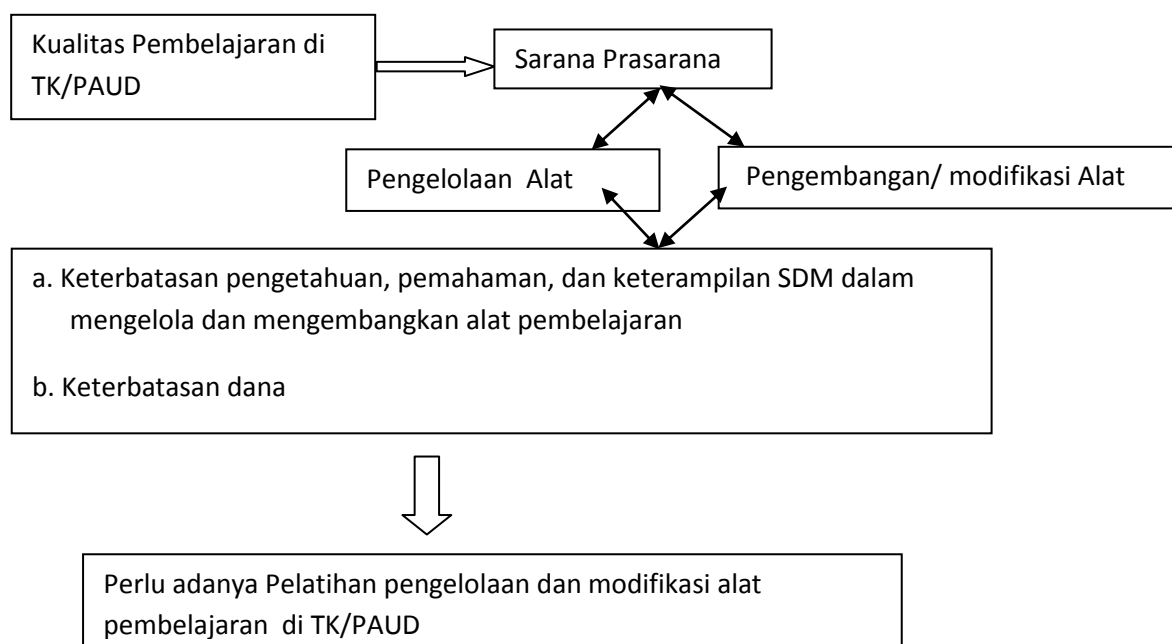 Kualitas Pembelajaran di
TK/PAUD
Sarana Prasarana
Pengelolaan Alat
Pengembangan/ modifikasi Alat
a. Keterbatasan pengetahuan, pemahaman, dan keterampilan SDM dalam
mengelola dan mengembangkan alat pembelajaran
b. Keterbatasan dana
Perlu adanya Pelatihan pengelolaan dan modifikasi alat
pembelajaran di TK/PAUD